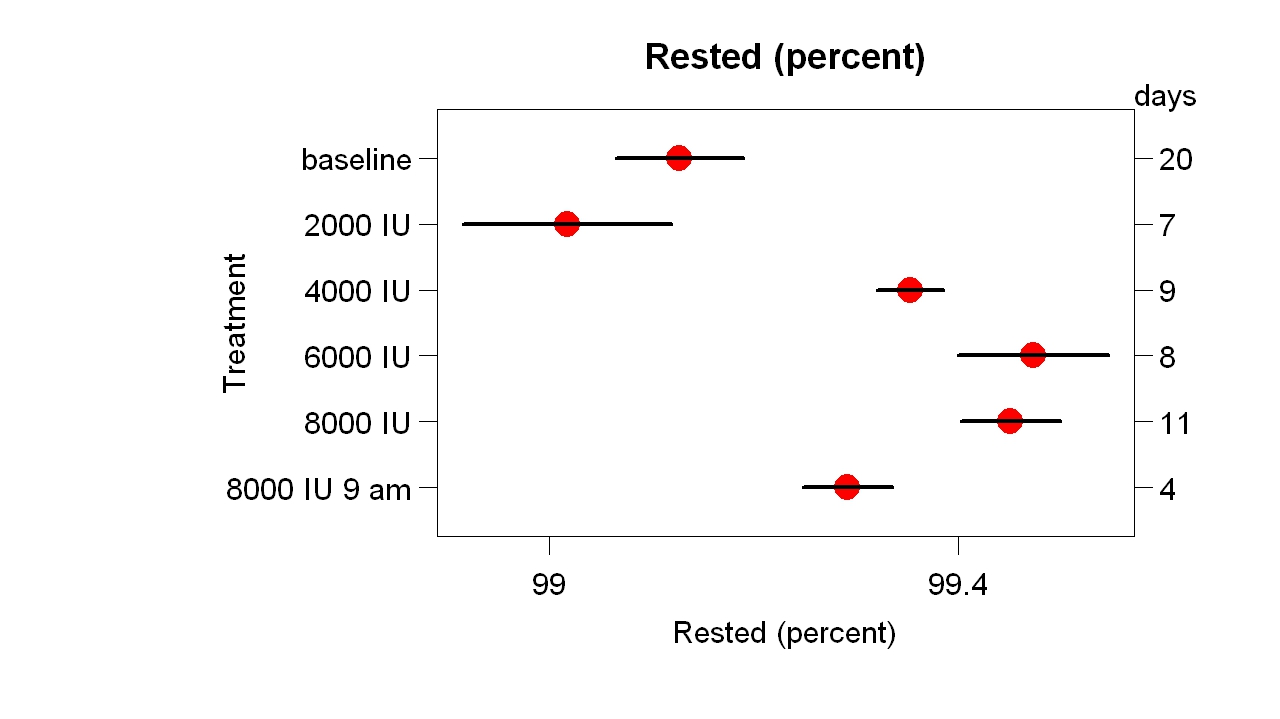 Rested (percent)
days
baseline 20
2000 IU 7
4000 IU 9
6000 IU 8
8000 IU 11
8000 IU 9 am 4
Treatment
99 99.4
Rested (percent)